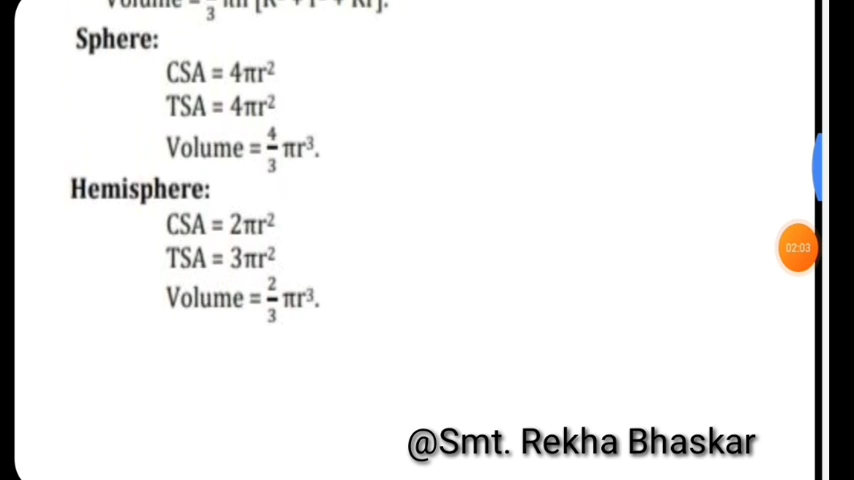 Sphere:
CSA = 4πr²
TSA = 4πr²
Volume = 4/3 πr³.
Hemisphere:
CSA = 2πr²
TSA = 3πr²
Volume = 2/3 πr³.
02:03
@Smt. Rekha Bhaskar